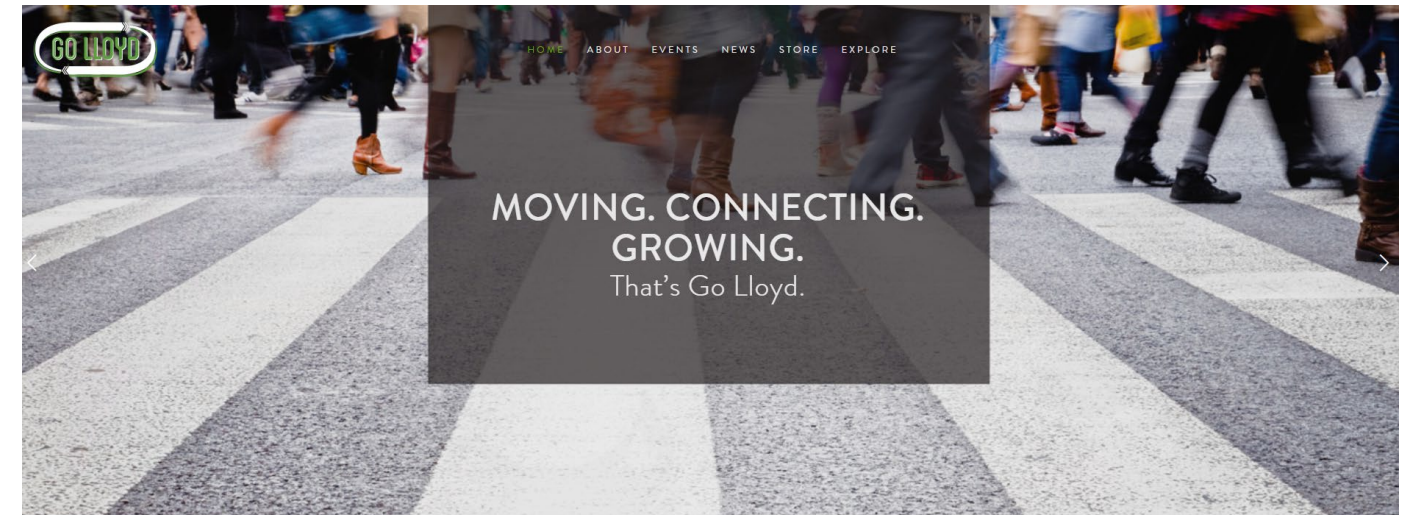 GO LLOYD
HOME ABOUT EVENTS NEWS STORE EXPLORE
MOVING. CONNECTING.
GROWING.
That's Go Lloyd.